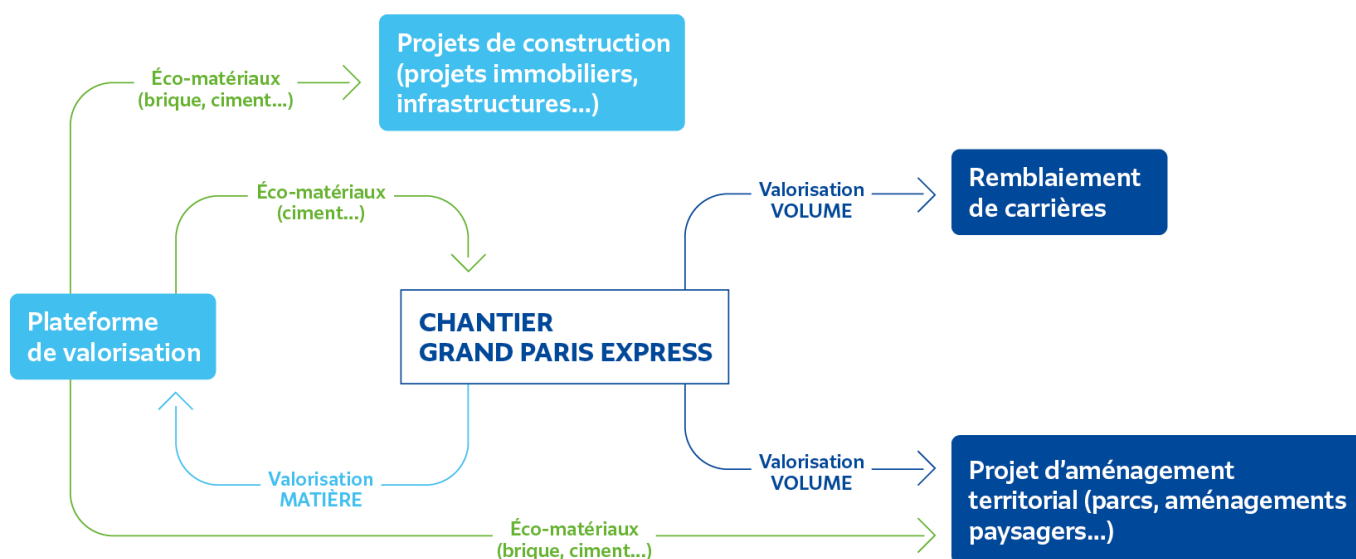 Projets de construction
(projets immobiliers,
infrastructures...)
Éco-matériaux
(brique, ciment...)
Éco-matériaux
(ciment...)
Valorisation
VOLUME
Remblaiement
de carrières
Plateforme
de valorisation
CHANTIER
GRAND PARIS EXPRESS
Valorisation
MATIÈRE
Valorisation
VOLUME
Projet d’aménagement
territorial (parcs, aménagements
paysagers...)
Éco-matériaux
(brique, ciment...)